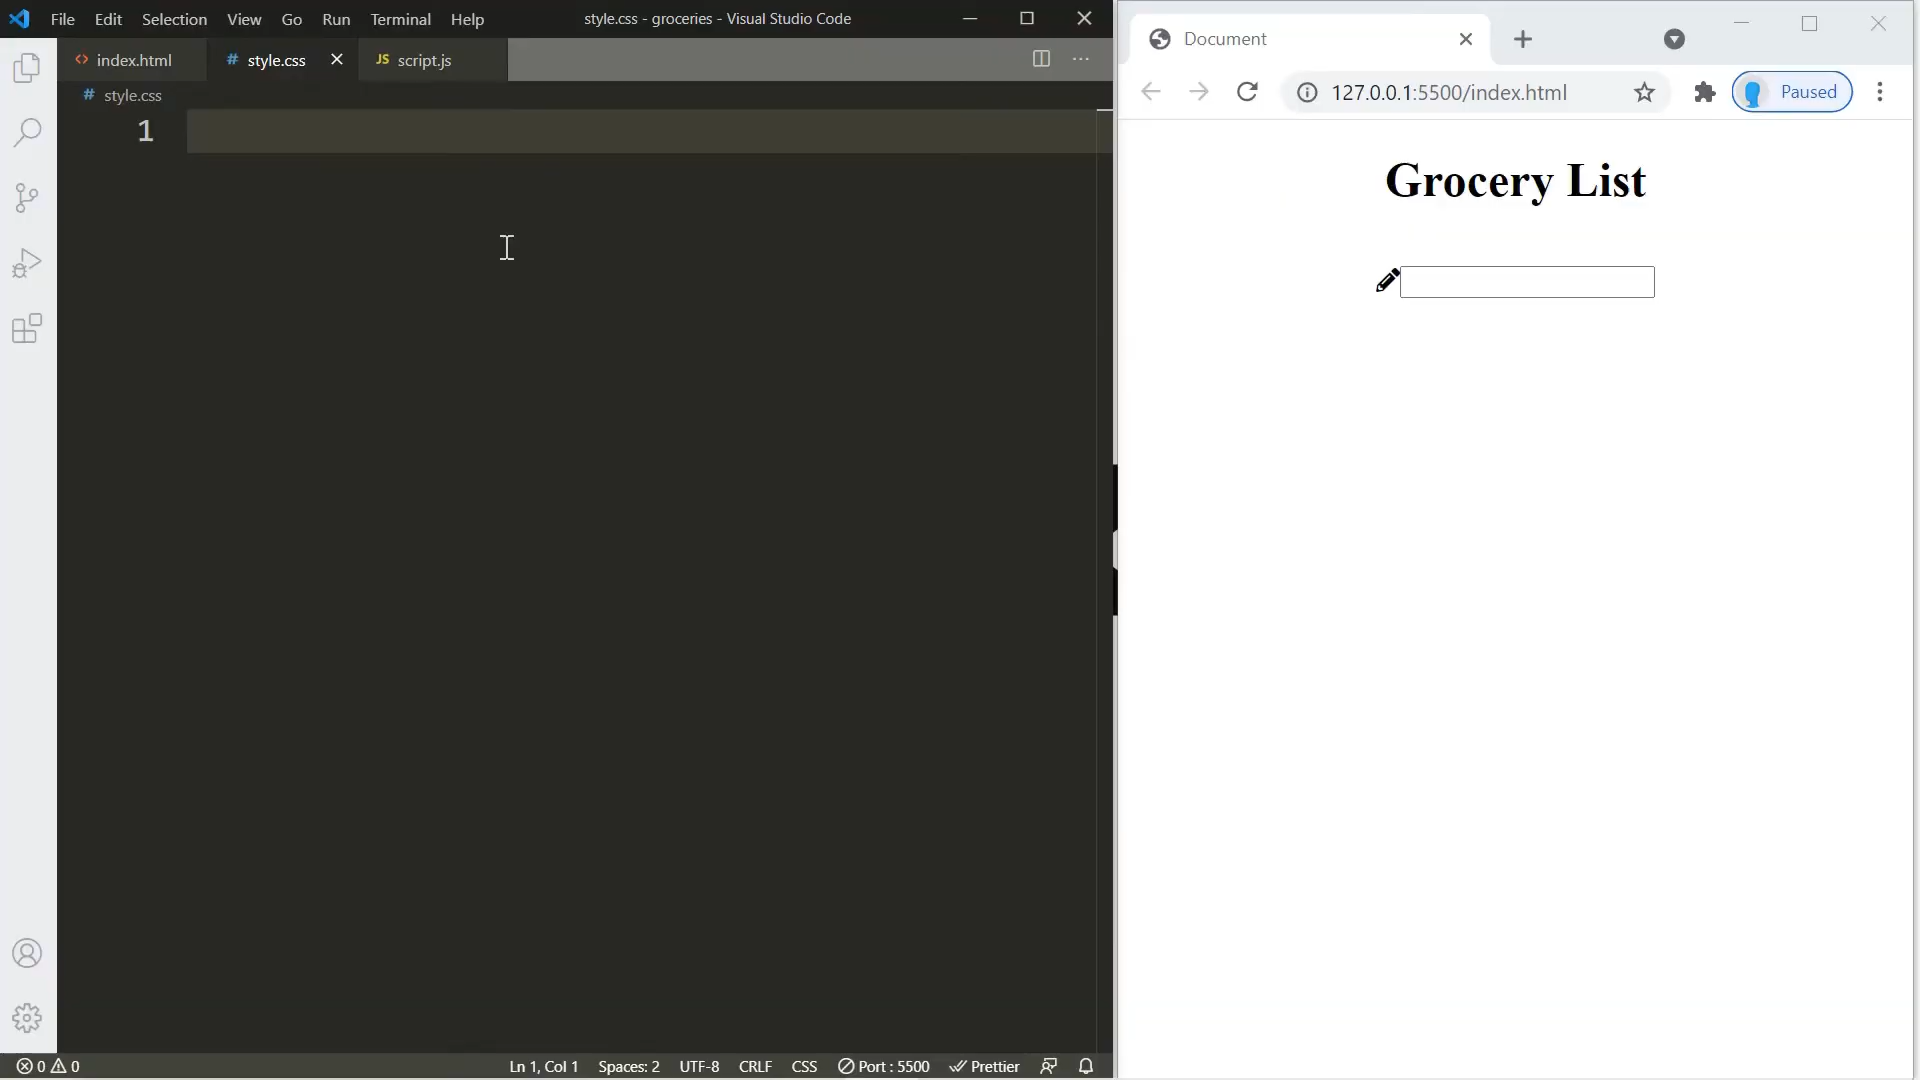 File Edit Selection View Go Run Terminal Help
style.css - groceries - Visual Studio Code
index.html
# style.css
JS script.js
# style.css
1
0 0
Ln 1, Col 1
Spaces: 2
UTF-8
CRLF
CSS
Port : 5500
Prettier
Document
127.0.0.1:5500/index.html
Paused
Grocery List